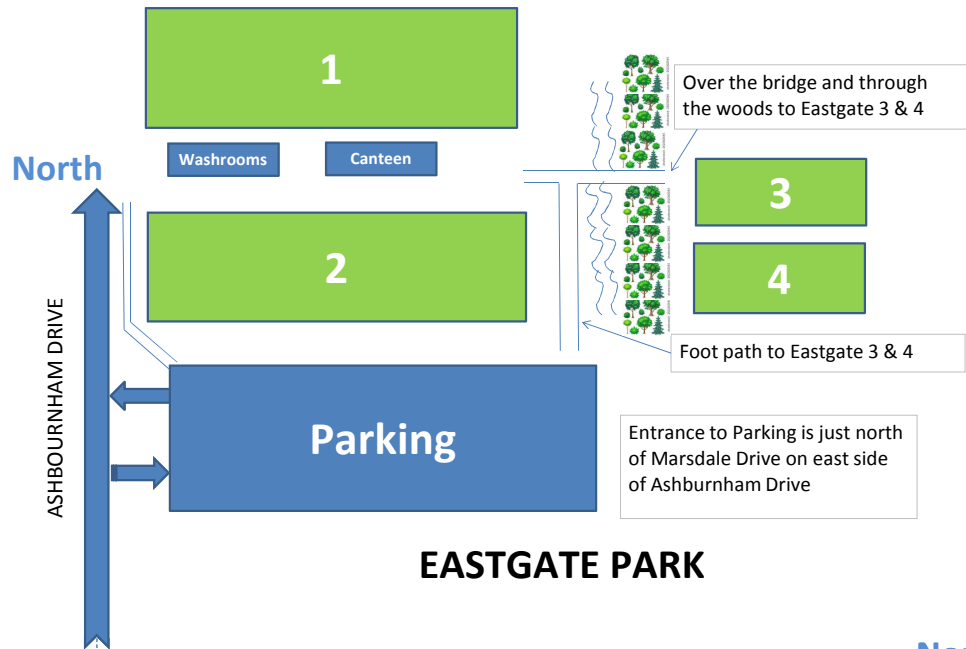 1
Over the bridge and through
the woods to Eastgate 3 & 4
Washrooms
Canteen
North
3
2
4
ASHBOURNHAM DRIVE
Foot path to Eastgate 3 & 4
Parking
Entrance to Parking is just north
of Marsdale Drive on east side
of Ashburnham Drive
EASTGATE PARK